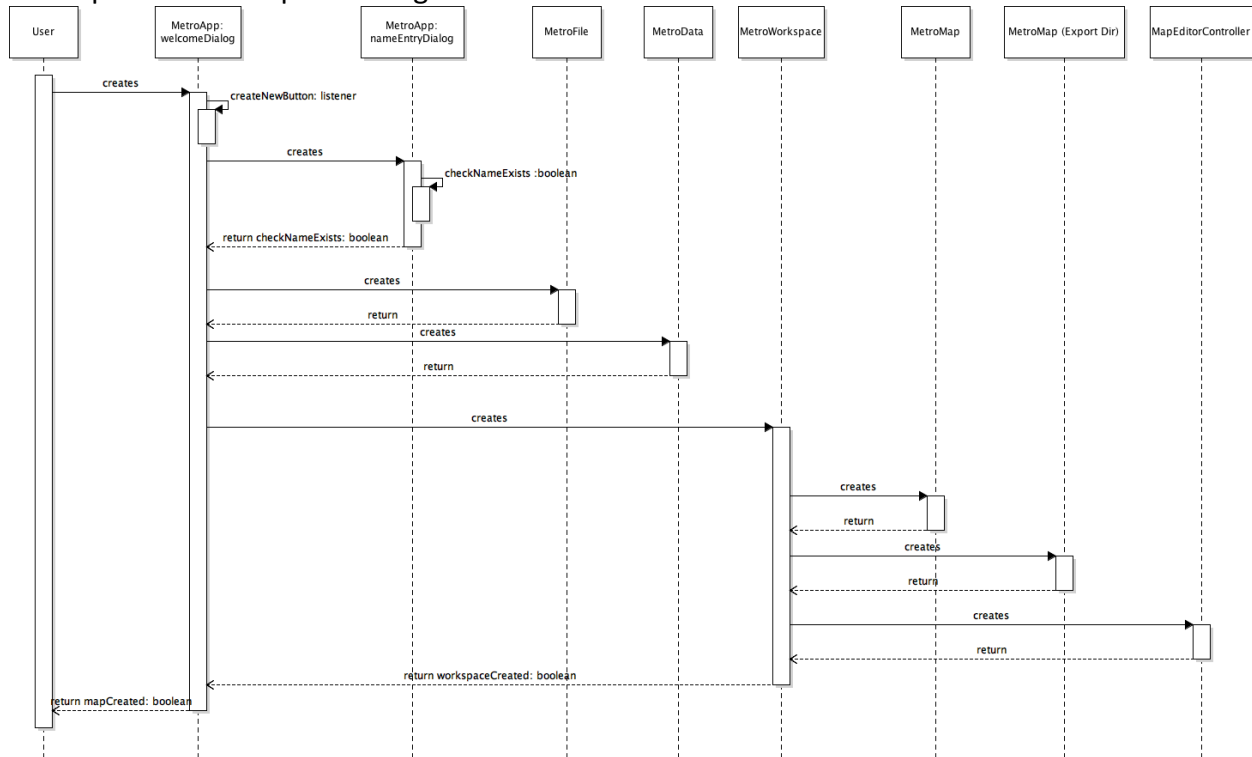 User
MetroApp:
welcomeDialog
MetroApp:
nameEntryDialog
MetroFile
MetroData
MetroWorkspace
MetroMap
MetroMap (Export Dir)
MapEditorController
creates
createNewButton: listener
creates
checkNameExists :boolean
return checkNameExists: boolean
creates
return
creates
return
creates
creates
return
creates
return
creates
return
return workspaceCreated: boolean
return mapCreated: boolean